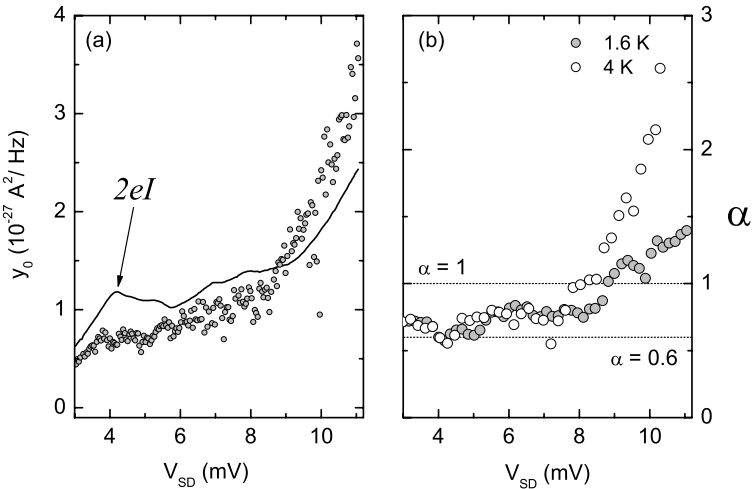 (a)
2eI
4
3
2
1
0
y0 (10-27 A2/ Hz)
4 6 8 10
VSD (mV)
(b)
1.6 K
4 K
α = 1
α = 0.6
3
2
1
0
α
4 6 8 10
VSD (mV)